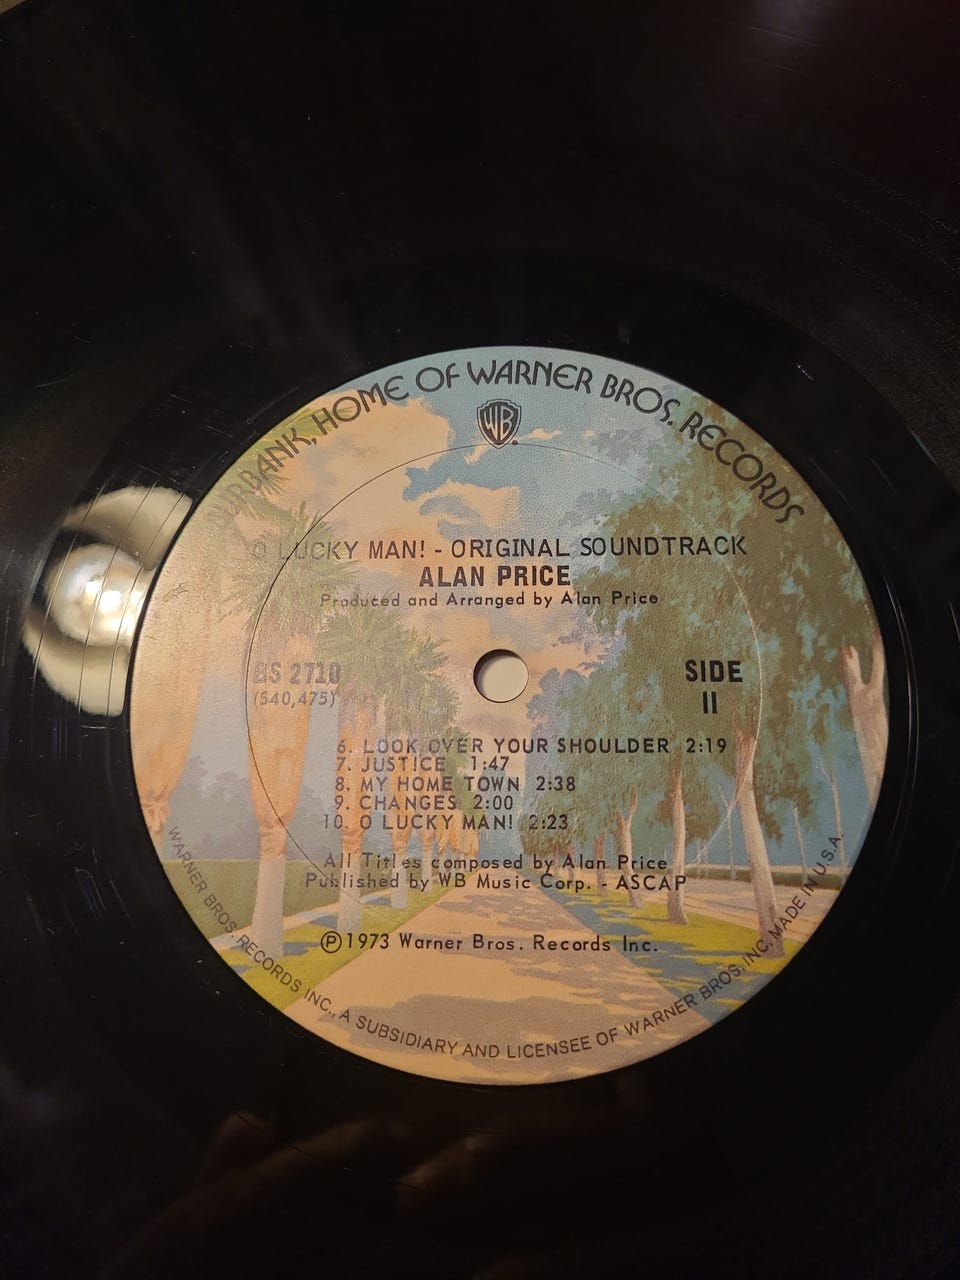 BURBANK, HOME OF WARNER BROS. RECORDS
WB
O LUCKY MAN! - ORIGINAL SOUNDTRACK
ALAN PRICE
Produced and Arranged by Alan Price
BS 2710
(S40,475)
SIDE
II
6. LOOK OVER YOUR SHOULDER 2:19
7. JUSTICE 1:47
8. MY HOME TOWN 2:38
9. CHANGES 2:00
10. O LUCKY MAN! 2:23
All Titles composed by Alan Price
Published by WB Music Corp. - ASCAP
Ⓟ1973 Warner Bros. Records Inc.
WARNER BROS. RECORDS INC., A SUBSIDIARY AND LICENSEE OF WARNER BROS. INC. MADE IN U.S.A.